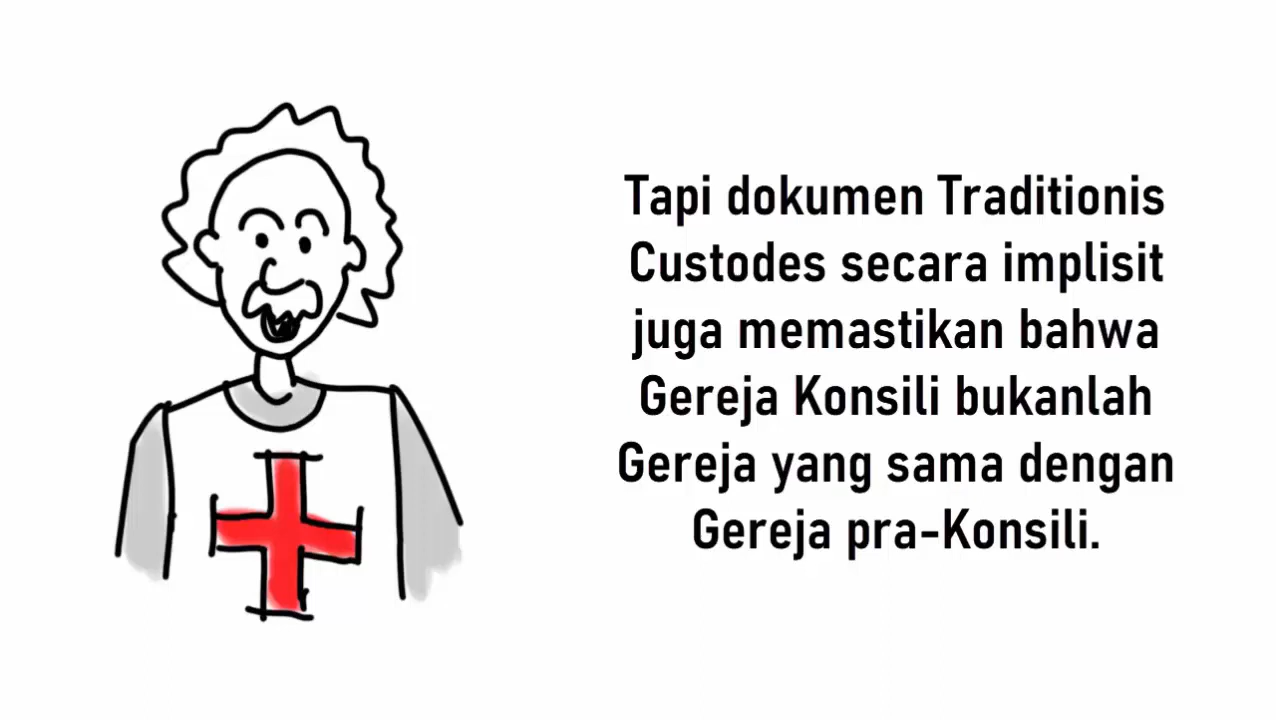 Tapi dokumen Traditionis
Custodes secara implisit
juga memastikan bahwa
Gereja Konsili bukanlah
Gereja yang sama dengan
Gereja pra-Konsili.